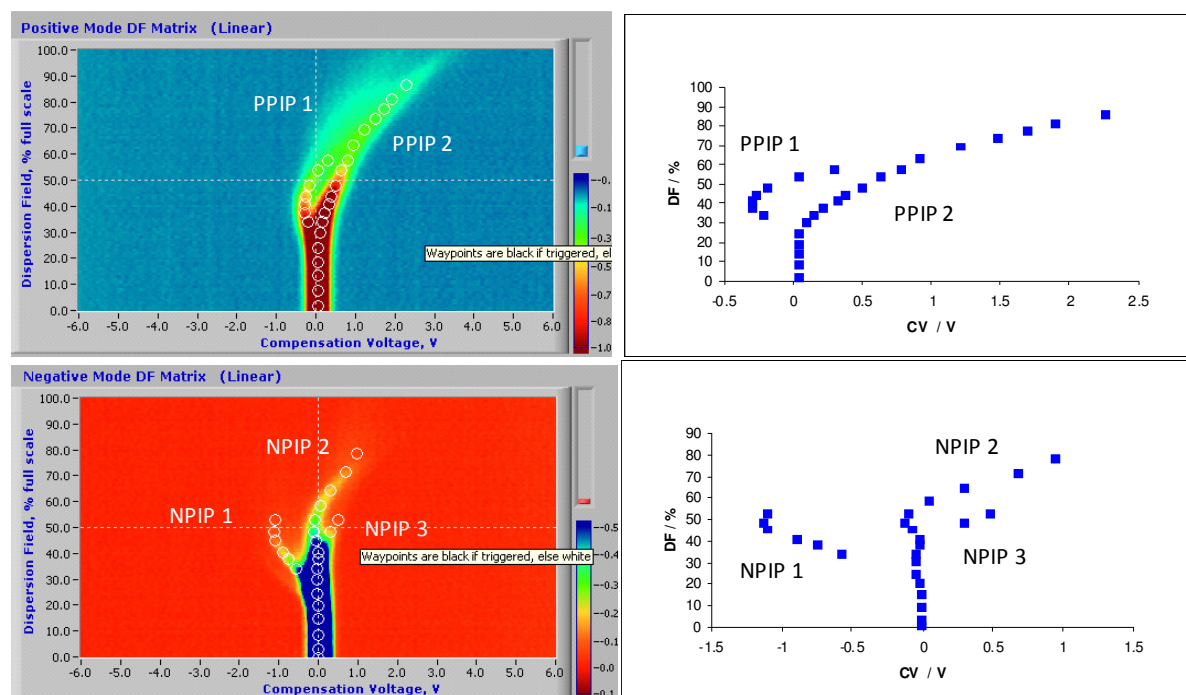 Positive Mode DF Matrix (Linear)
Dispersion Field, % full scale
100.0
90.0
80.0
70.0
60.0
50.0
40.0
30.0
20.0
10.0
0.0
PPIP 1
PPIP 2
Waypoints are black if triggered, el
-6.0 -5.0 -4.0 -3.0 -2.0 -1.0 0.0 1.0 2.0 3.0 4.0 5.0 6.0
Compensation Voltage, V
-0.1
-0.3
-0.7
-0.8
-1.0
DF / %
100
90
80
70
60
50
40
30
20
10
0
PPIP 1
PPIP 2
-0.5 0 0.5 1 1.5 2 2.5
CV / V
Negative Mode DF Matrix (Linear)
Dispersion Field, % full scale
100.0
90.0
80.0
70.0
60.0
50.0
40.0
30.0
20.0
10.0
0.0
NPIP 2
NPIP 1
NPIP 3
Waypoints are black if triggered, else white
-6.0 -5.0 -4.0 -3.0 -2.0 -1.0 0.0 1.0 2.0 3.0 4.0 5.0 6.0
Compensation Voltage, V
-0.5
-0.4
-0.3
-0.2
-0.1
-0.0
-0.1
DF / %
90
80
70
60
50
40
30
20
10
0
NPIP 2
NPIP 3
NPIP 1
-1.5 -1 -0.5 0 0.5 1 1.5
CV / V